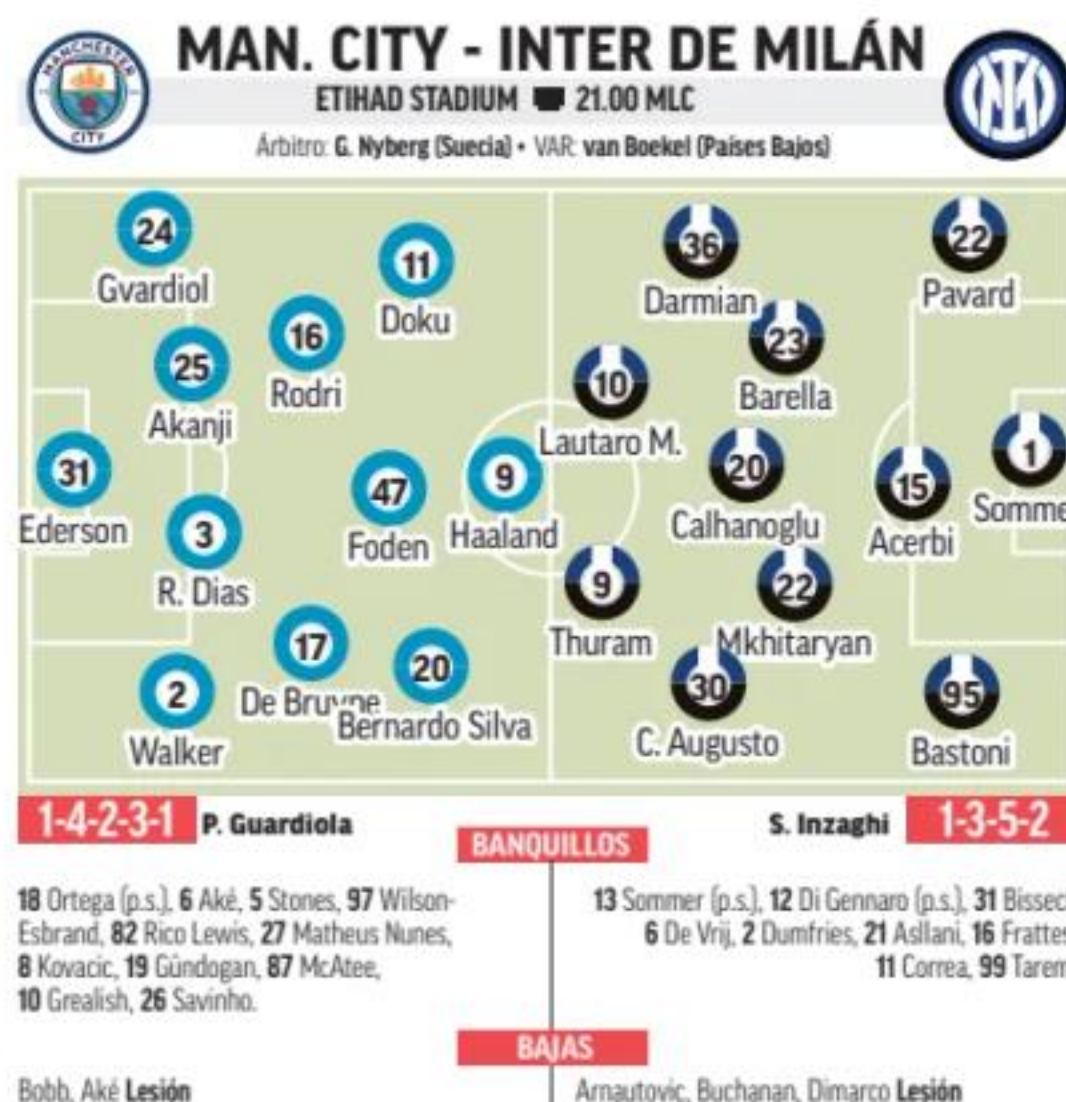 MAN. CITY - INTER DE MILÁN
ETIHAD STADIUM 21.00 MLC
Árbitro: G. Nyberg (Suecia) • VAR: van Boekel (Países Bajos)
MANCHESTER
CITY
24
Gvardiol
11
Doku
36
Darmian
22
Pavard
16
Rodri
23
Barella
25
Akanji
10
Lautaro M.
31
Ederson
47
Foden
9
Haaland
20
Calhanoglu
15
Acerbi
1
Somme
3
R. Dias
9
Thuram
22
Mkhitaryan
17
De Bruyne
20
Bernardo Silva
2
Walker
30
C. Augusto
95
Bastoni
1-4-2-3-1 P. Guardiola
S. Inzaghi 1-3-5-2
BANQUILLOS
18 Ortega (p.s.), 6 Aké, 5 Stones, 97 Wilson-
Esbrand, 82 Rico Lewis, 27 Matheus Nunes,
8 Kovacic, 19 Gündogan, 87 McAtee,
10 Grealish, 26 Savinho.
13 Sommer (p.s.), 12 Di Gennaro (p.s.), 31 Bissec
6 De Vrij, 2 Dumfries, 21 Asllani, 16 Frattes
11 Correa, 99 Tarem
BAJAS
Bobb, Aké Lesión
Arnautovic, Buchanan, Dimarco Lesión